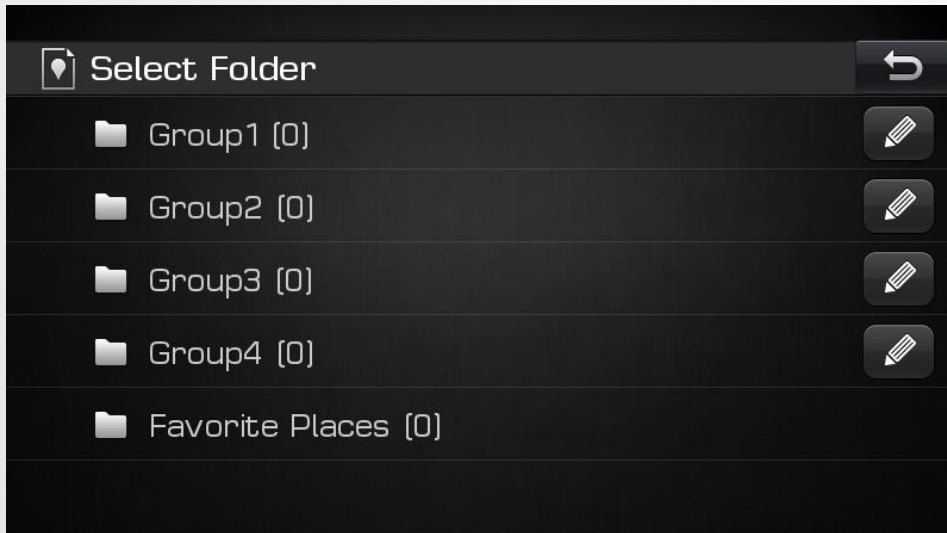 Select Folder
Group1 (0)
Group2 (0)
Group3 (0)
Group4 (0)
Favorite Places (0)